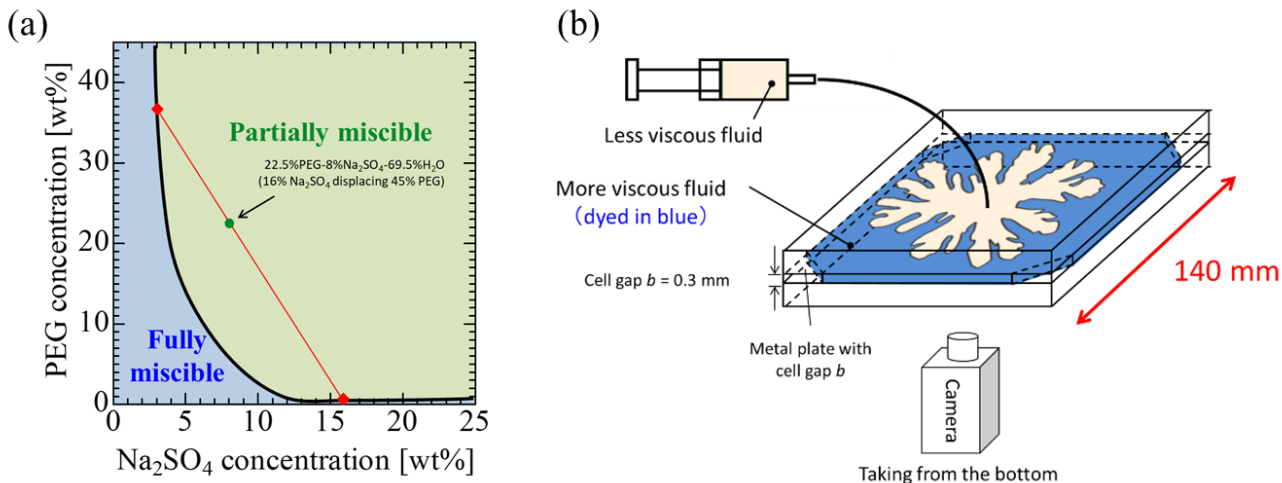 (a)
PEG concentration [wt%]
40
30
20
10
0
Partially miscible
22.5%PEG-8%Na₂SO₄-69.5%H₂O
(16% Na₂SO₄ displacing 45% PEG)
Fully
miscible
0 5 10 15 20 25
Na₂SO₄ concentration [wt%]
(b)
Less viscous fluid
More viscous fluid
(dyed in blue)
Cell gap b = 0.3 mm
140 mm
Metal plate with
cell gap b
Camera
Taking from the bottom